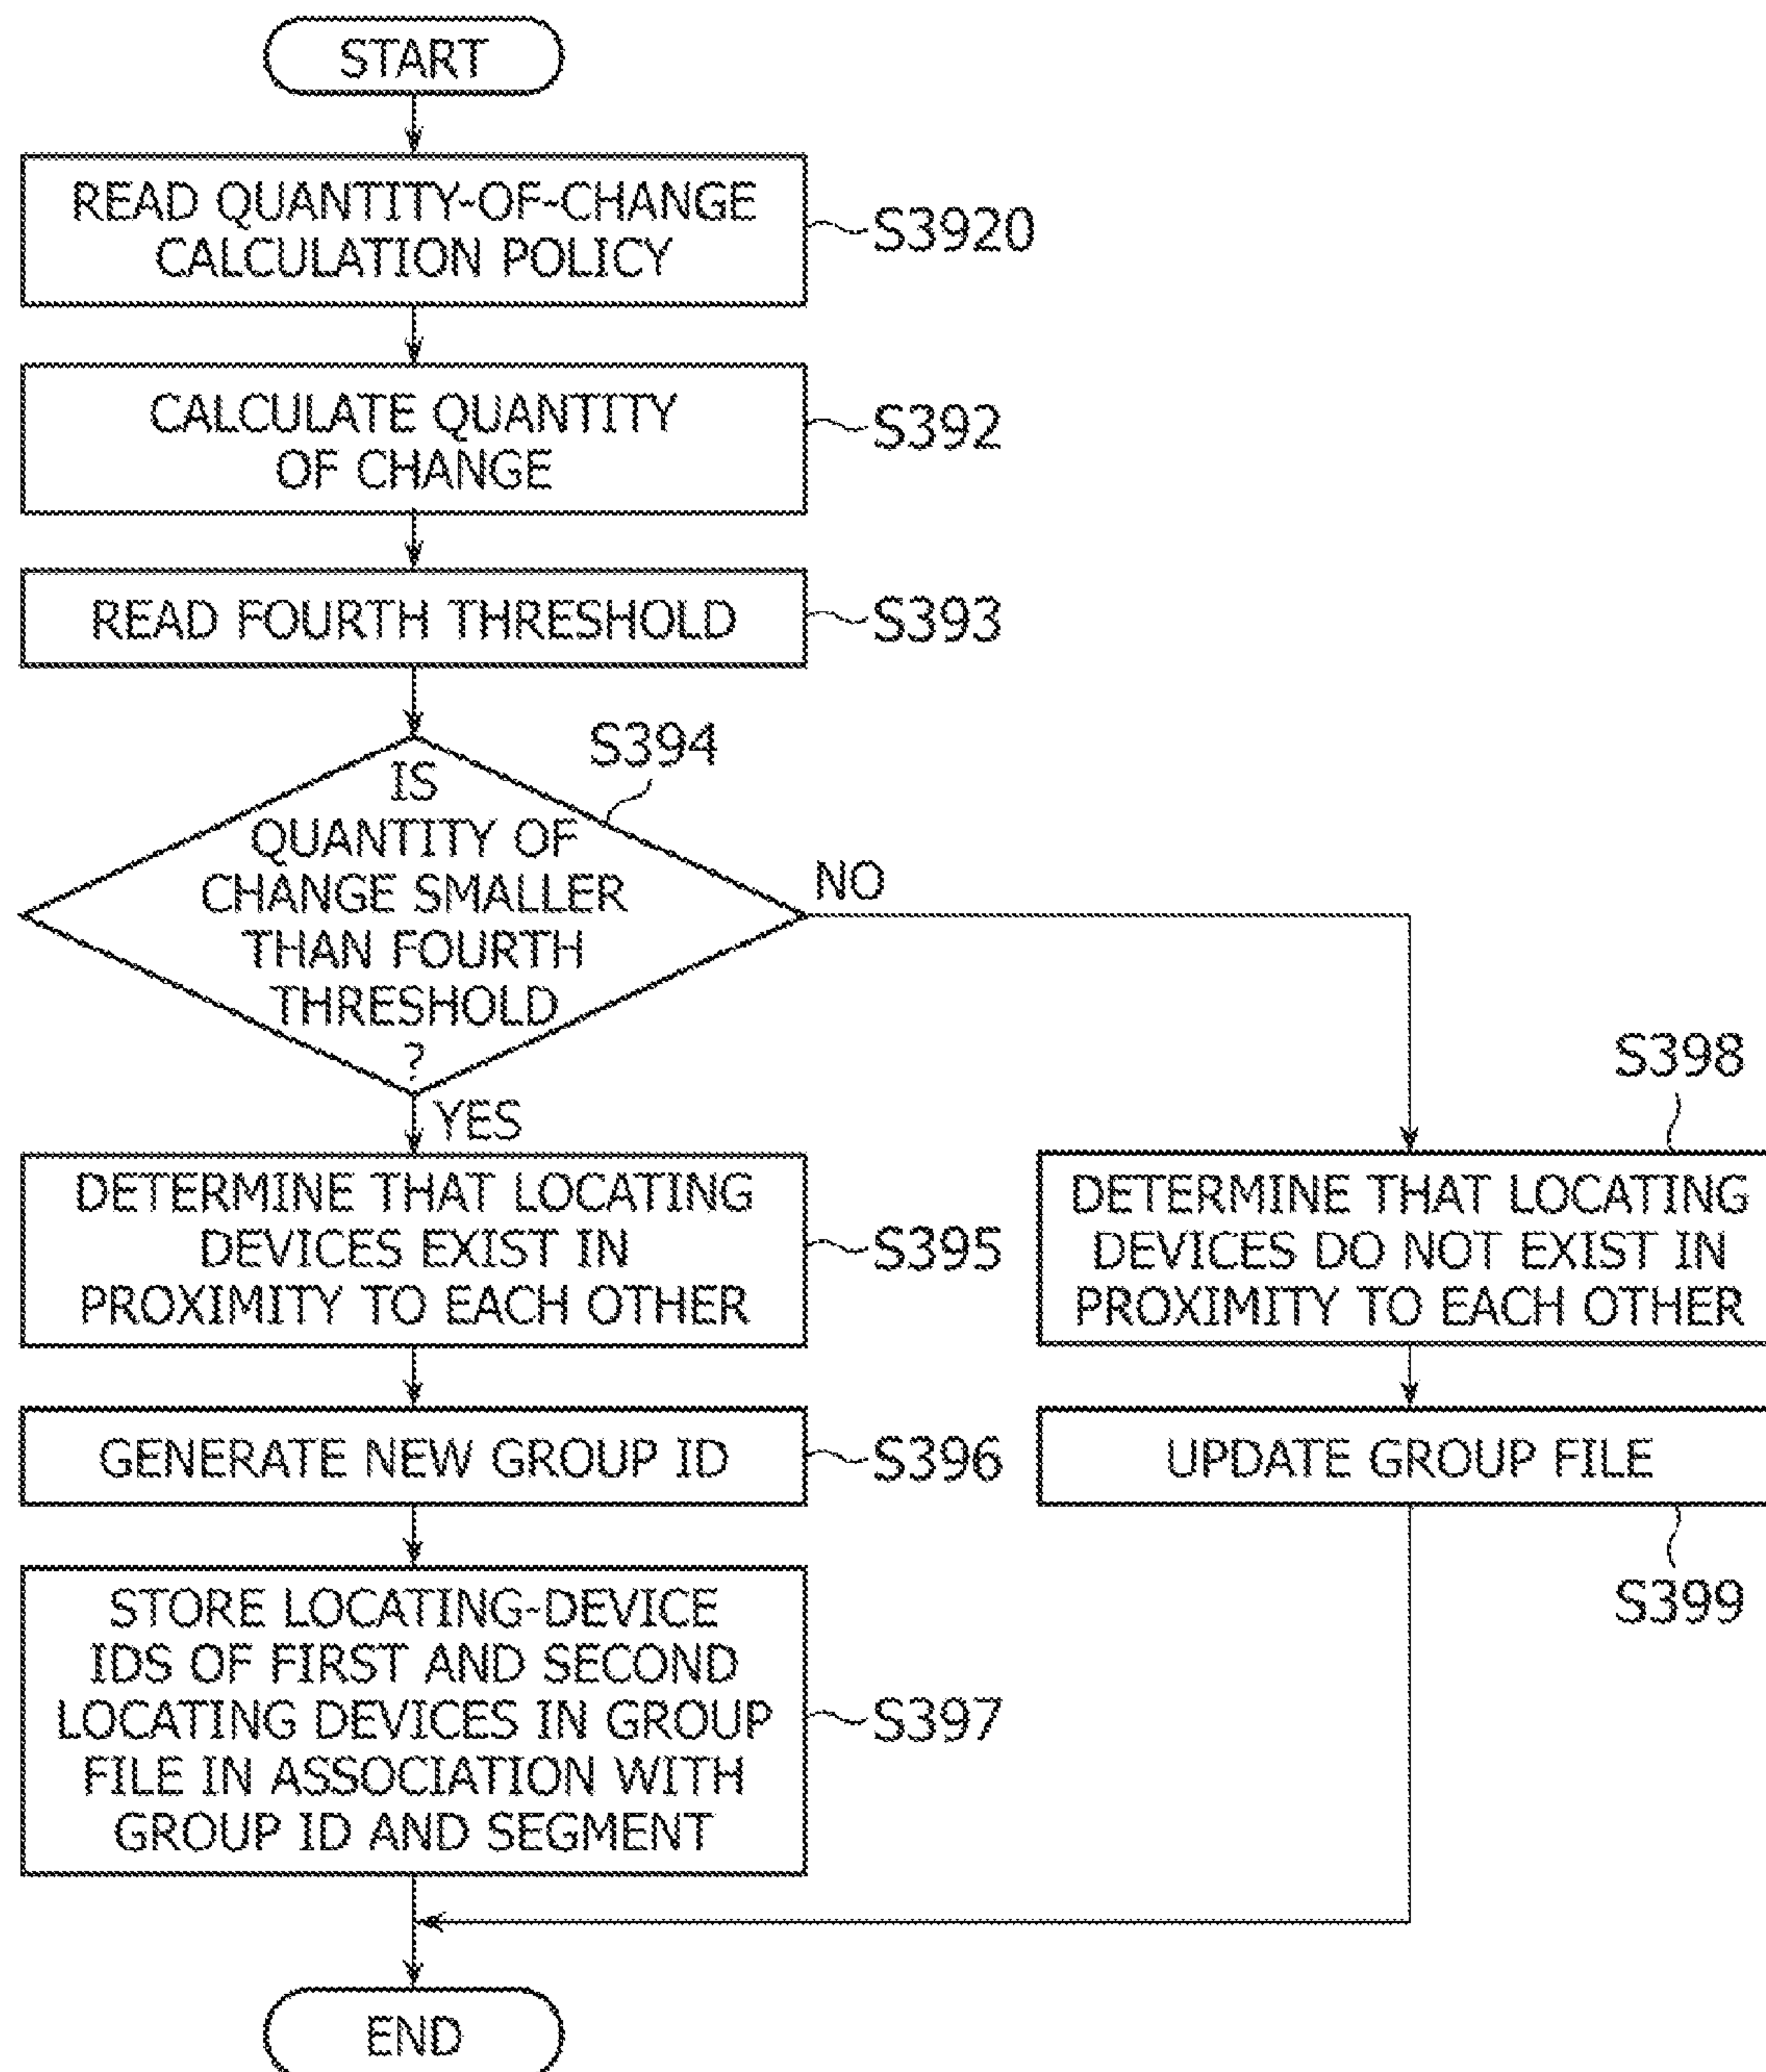 START
READ QUANTITY-OF-CHANGE
CALCULATION POLICY
S3920
CALCULATE QUANTITY
OF CHANGE
S392
READ FOURTH THRESHOLD
S393
S394
IS
QUANTITY OF
CHANGE SMALLER
THAN FOURTH
THRESHOLD
?
NO
YES
DETERMINE THAT LOCATING
DEVICES EXIST IN
PROXIMITY TO EACH OTHER
S395
S398
DETERMINE THAT LOCATING
DEVICES DO NOT EXIST IN
PROXIMITY TO EACH OTHER
GENERATE NEW GROUP ID
S396
UPDATE GROUP FILE
S399
STORE LOCATING-DEVICE
IDS OF FIRST AND SECOND
LOCATING DEVICES IN GROUP
FILE IN ASSOCIATION WITH
GROUP ID AND SEGMENT
S397
END